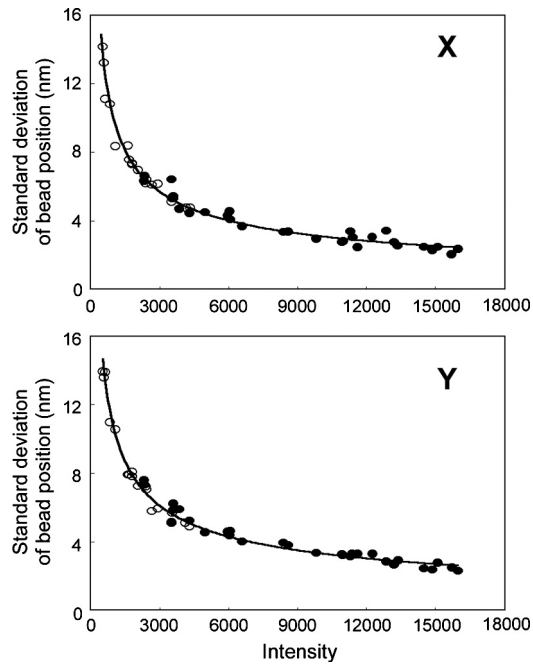 16
12
8
4
0
Standard deviation
of bead position (nm)
X
0 3000 6000 9000 12000 15000 18000
16
12
8
4
0
Standard deviation
of bead position (nm)
Y
0 3000 6000 9000 12000 15000 18000
Intensity